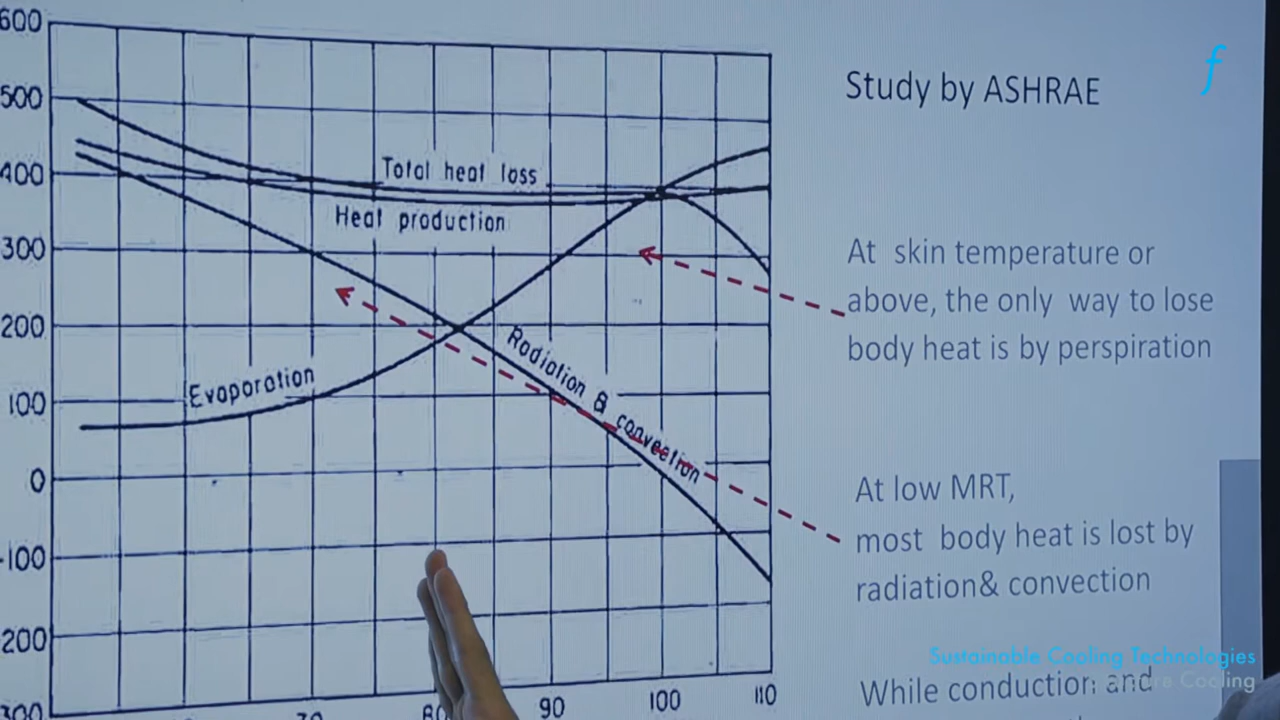 600
500
400
300
200
100
0
-100
200
300
70
80
90
100
110
Total heat loss
Heat production
Evaporation
Radiation & convection
Study by ASHRAE
f
At skin temperature or
above, the only way to lose
body heat is by perspiration
At low MRT,
most body heat is lost by
radiation& convection
While conduction and
Sustainable Cooling Technologies
Cooling